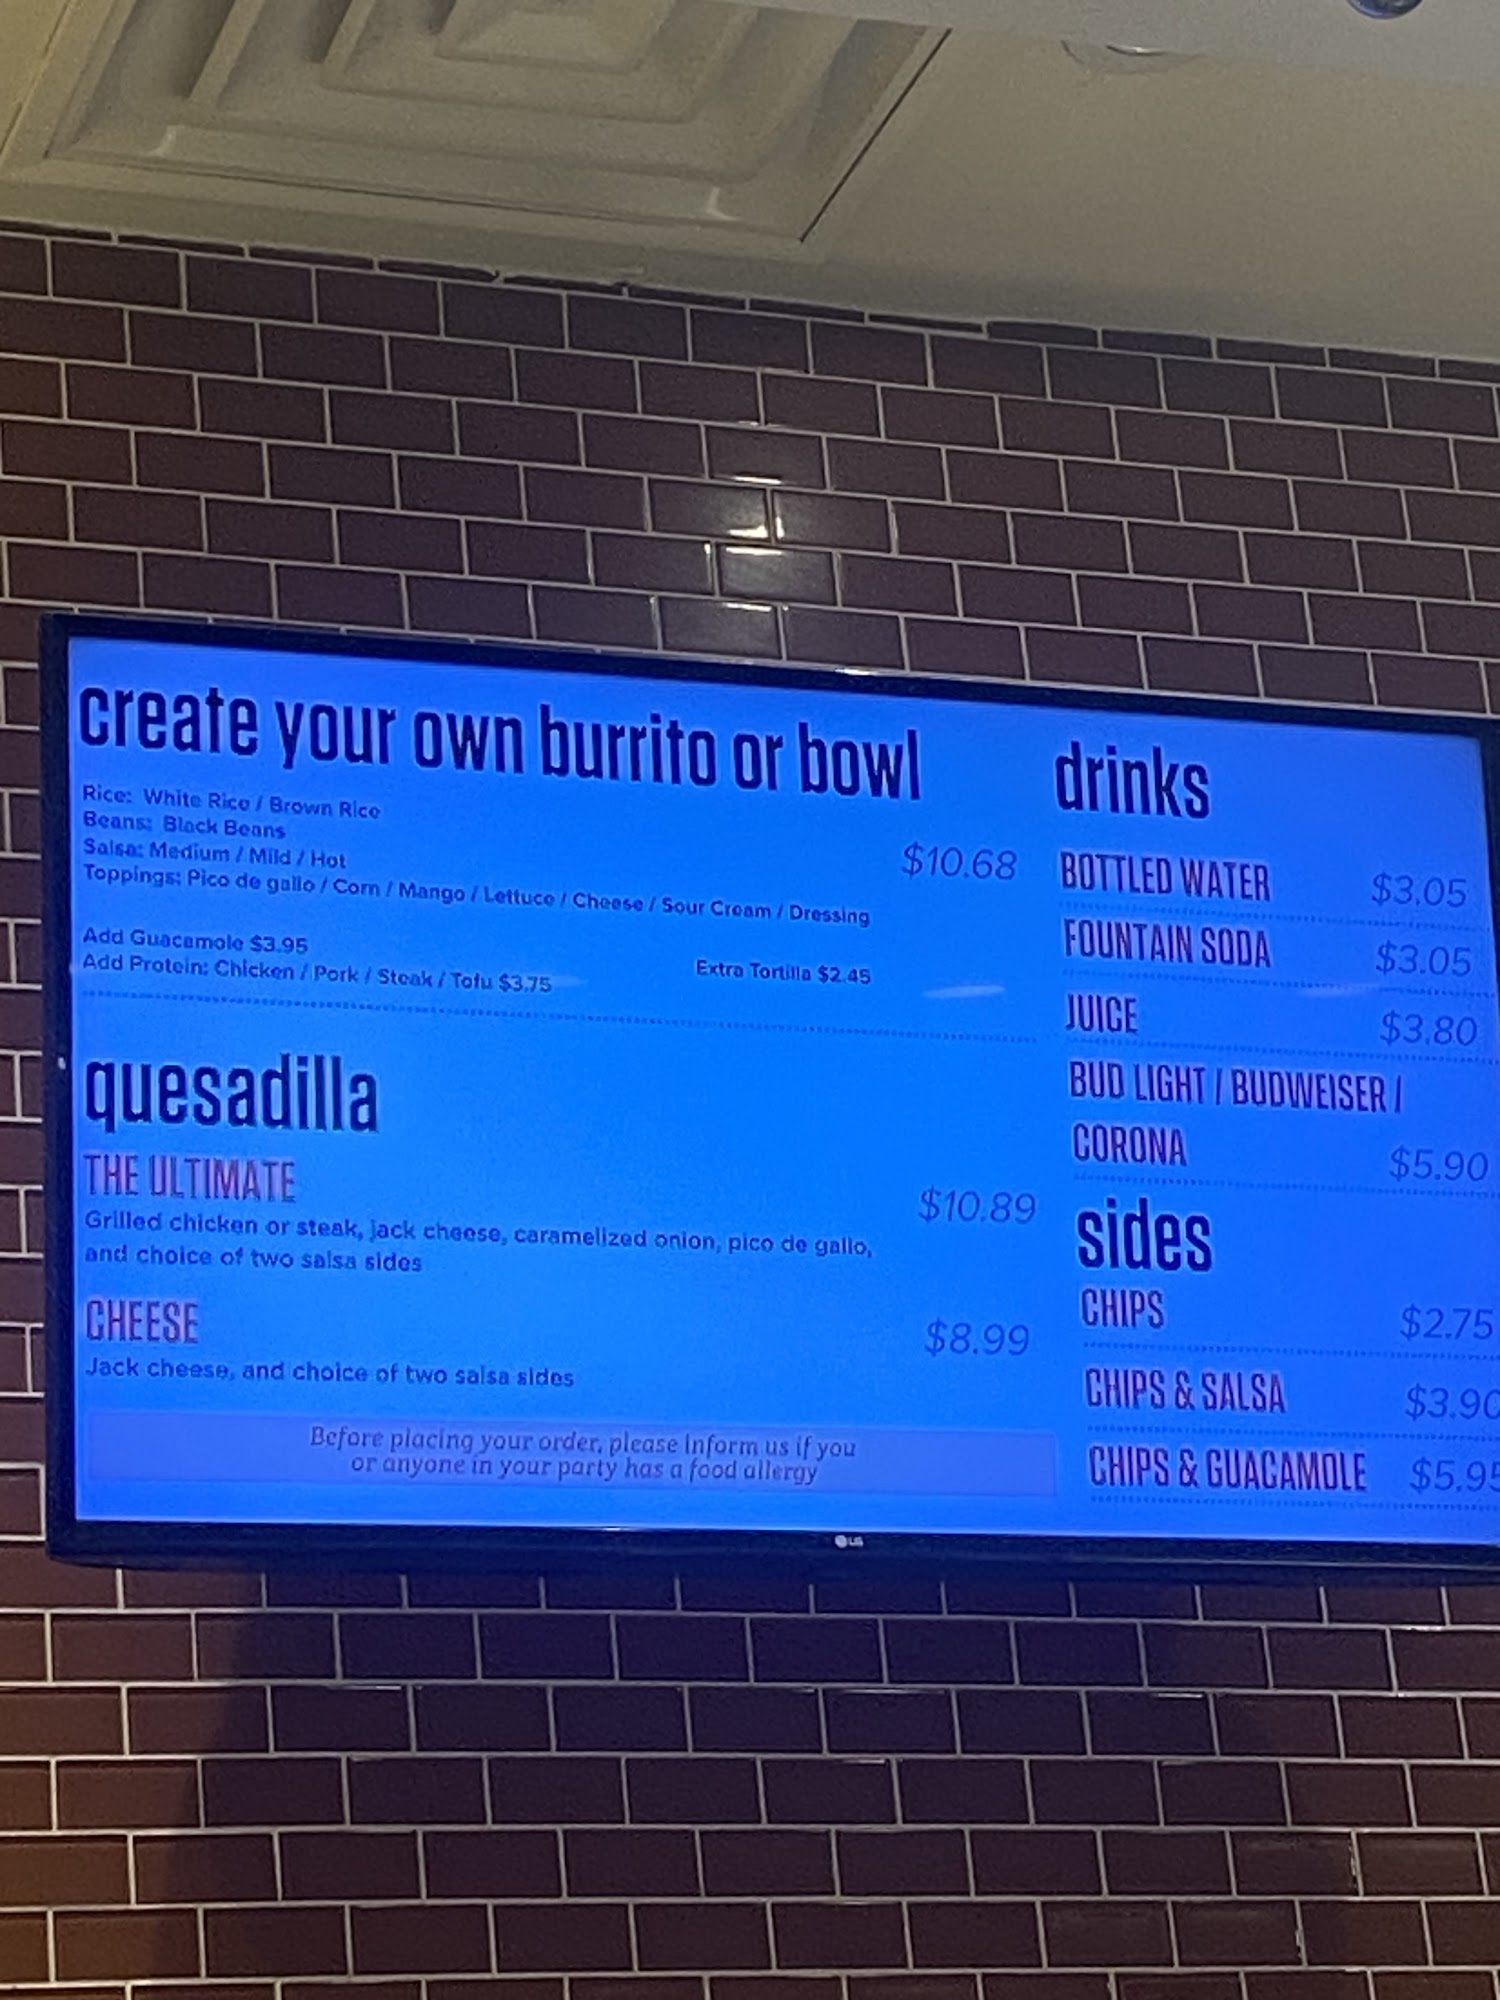 create your own burrito or bowl
Rice: White Rice / Brown Rice
Beans: Black Beans
Salsa: Medium / Mild / Hot
$10.68
Toppings: Pico de gallo / Corn / Mango / Lettuce / Cheese / Sour Cream / Dressing
Add Guacamole $3.95
Add Protein: Chicken / Pork / Steak / Tofu $3.75
Extra Tortilla $2.45
quesadilla
THE ULTIMATE
$10.89
Grilled chicken or steak, jack cheese, caramelized onion, pico de gallo,
and choice of two salsa sides
CHEESE
$8.99
Jack cheese, and choice of two salsa sides
Before placing your order, please inform us if you
or anyone in your party has a food allergy
drinks
BOTTLED WATER $3.05
FOUNTAIN SODA $3.05
JUICE $3.80
BUD LIGHT / BUDWEISER /
CORONA $5.90
sides
CHIPS $2.75
CHIPS & SALSA $3.90
CHIPS & GUACAMOLE $5.95
LG